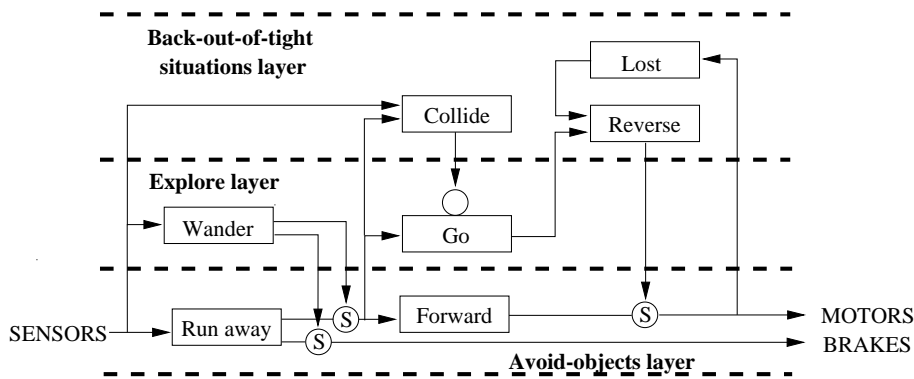 Back-out-of-tight
situations layer
Lost
Collide
Reverse
Explore layer
Wander
Go
SENSORS
Run away
S
S
Forward
S
MOTORS
BRAKES
Avoid-objects layer